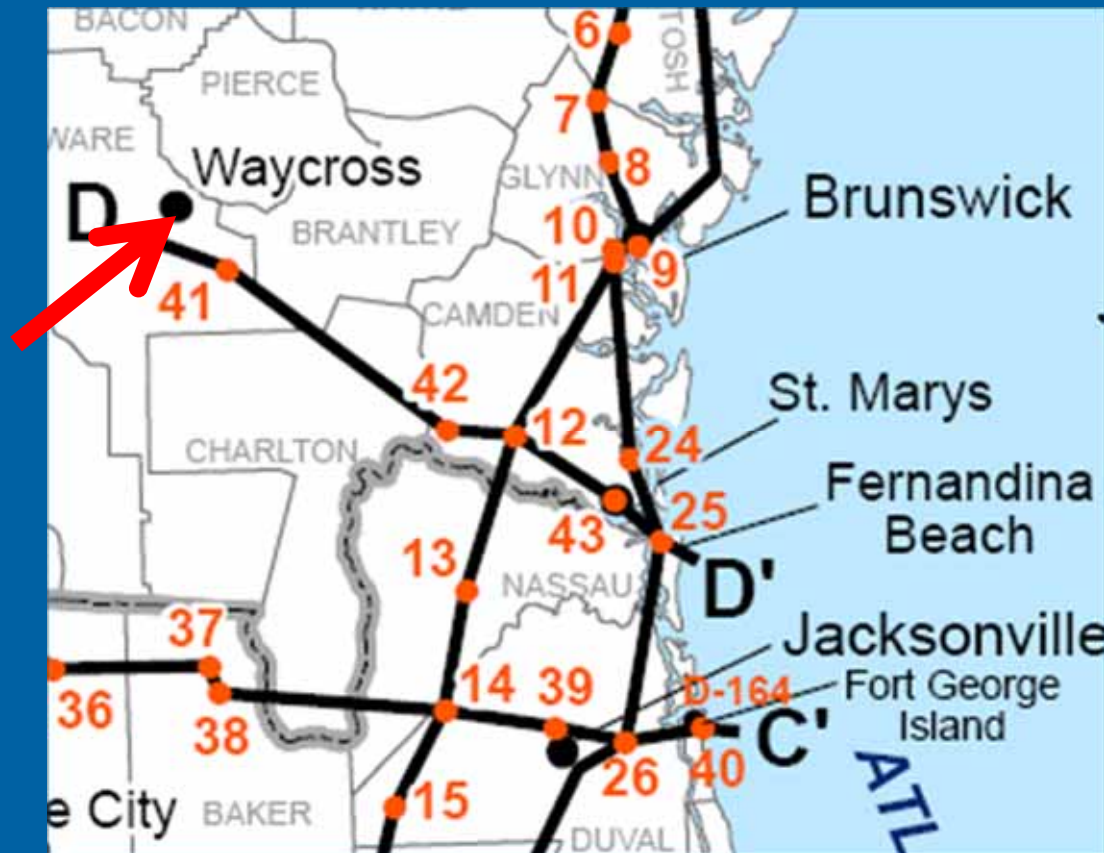 BACON
6
TOSH
PIERCE
7
WARE
Waycross
8
GLYNN
D
Brunswick
10
BRANTLEY
9
11
41
CAMDEN
42
St. Marys
12
24
CHARLTON
Fernandina
Beach
25
43
13
NASSAU
D'
37
Jacksonville
14
39
D-164
Fort George
Island
36
38
C'
26
40
15
e City
BAKER
ATL
DUVAL